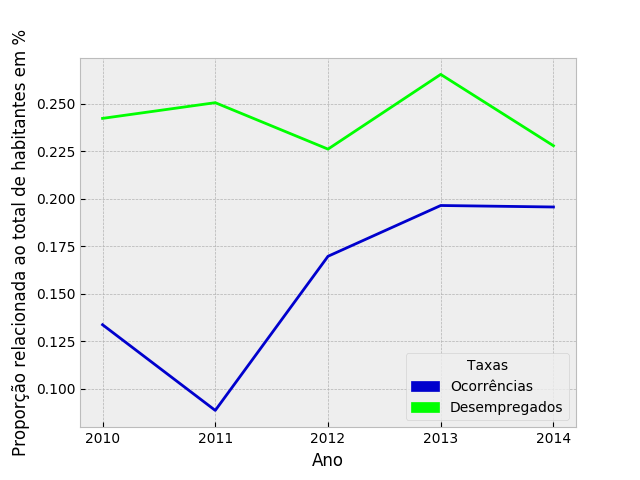 Proporção relacionada ao total de habitantes em %
0.250
0.225
0.200
0.175
0.150
0.125
0.100
Taxas
Ocorrências
Desempregados
2010 2011 2012 2013 2014
Ano